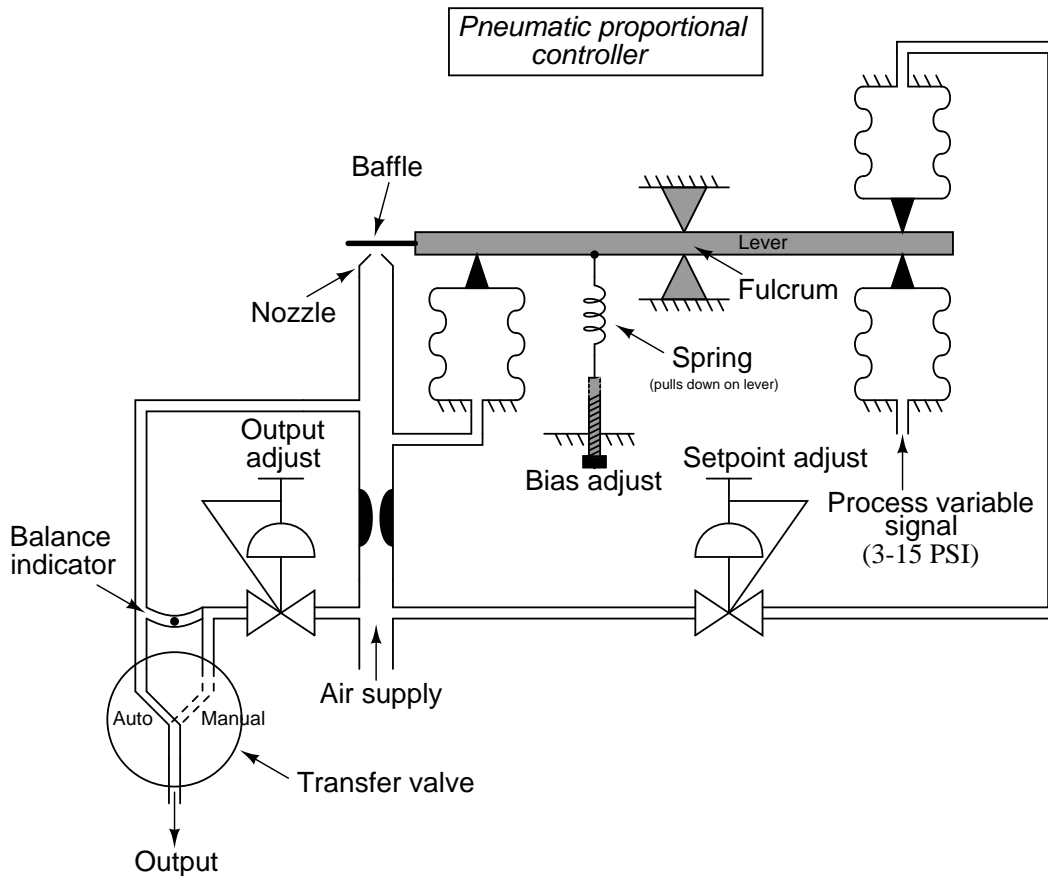 Pneumatic proportional
controller
Baffle
Lever
Nozzle
Fulcrum
Spring
(pulls down on lever)
Output
adjust
Bias adjust
Setpoint adjust
Process variable
signal
(3-15 PSI)
Balance
indicator
Air supply
Auto
Manual
Transfer valve
Output